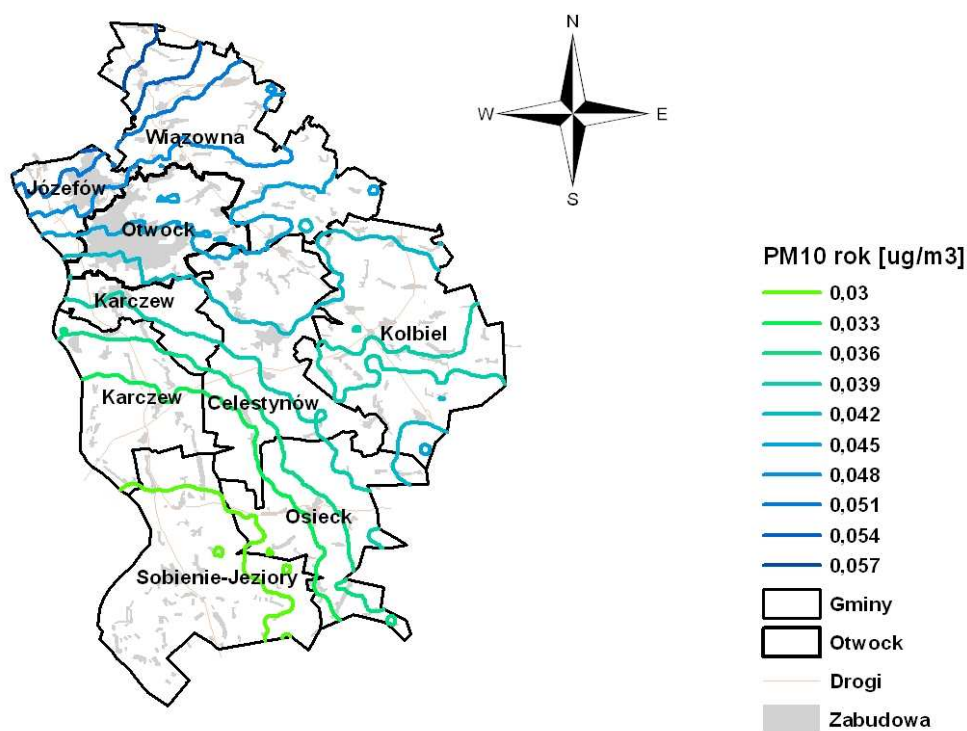 N
W
E
S
Wiązowna
Józefów
Otwock
Karczew
Kolbiel
Karczew
Celestynów
Osieck
Sobienie-Jeziory
PM10 rok [ug/m3]
0,03
0,033
0,036
0,039
0,042
0,045
0,048
0,051
0,054
0,057
Gminy
Otwock
Drogi
Zabudowa